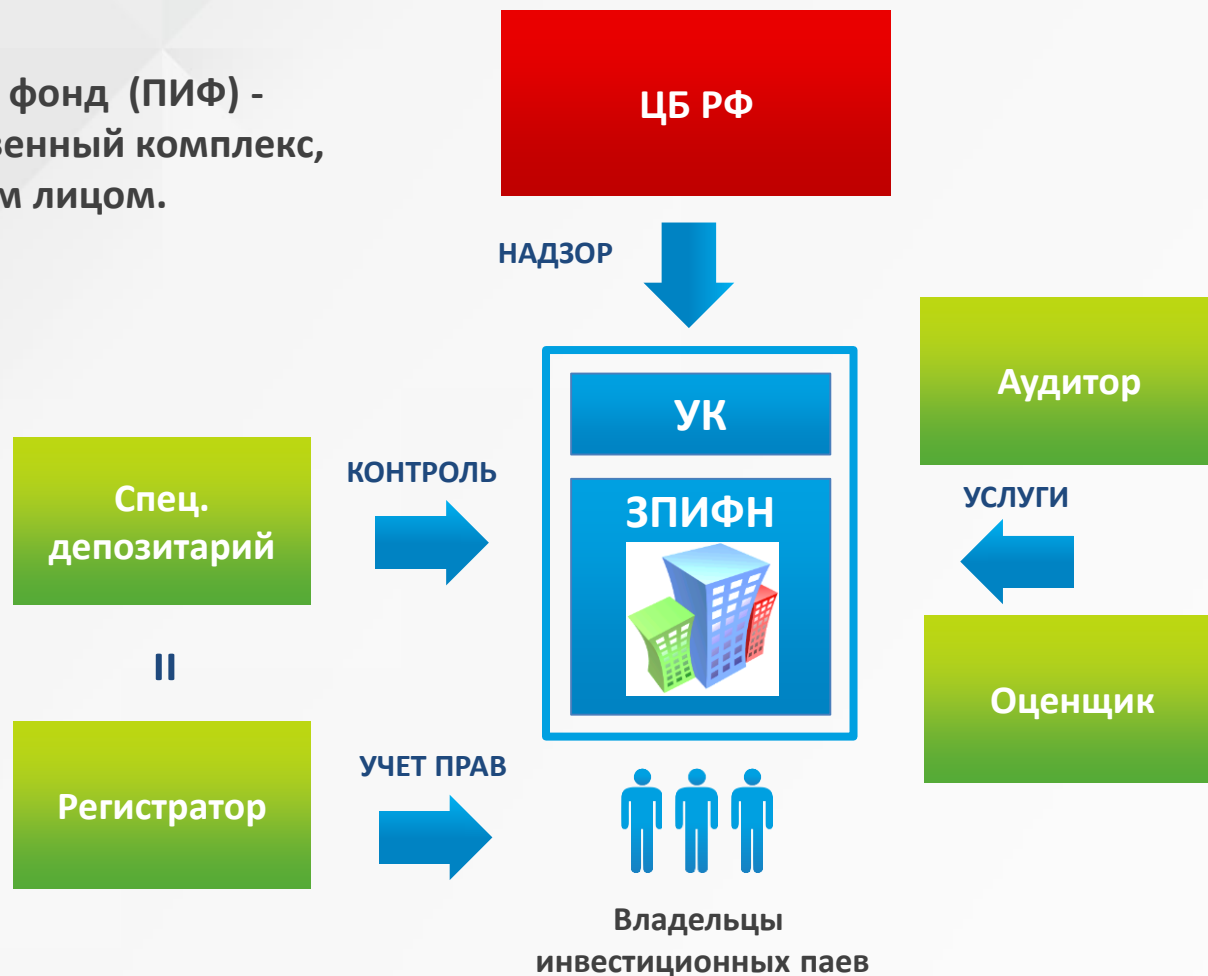 фонд (ПИФ) -
венный комплекс,
м лицом.
ЦБ РФ
НАДЗОР
Аудитор
УК
КОНТРОЛЬ
УСЛУГИ
Спец.
депозитарий
ЗПИФН
=
Оценщик
УЧЕТ ПРАВ
Регистратор
Владельцы
инвестиционных паев